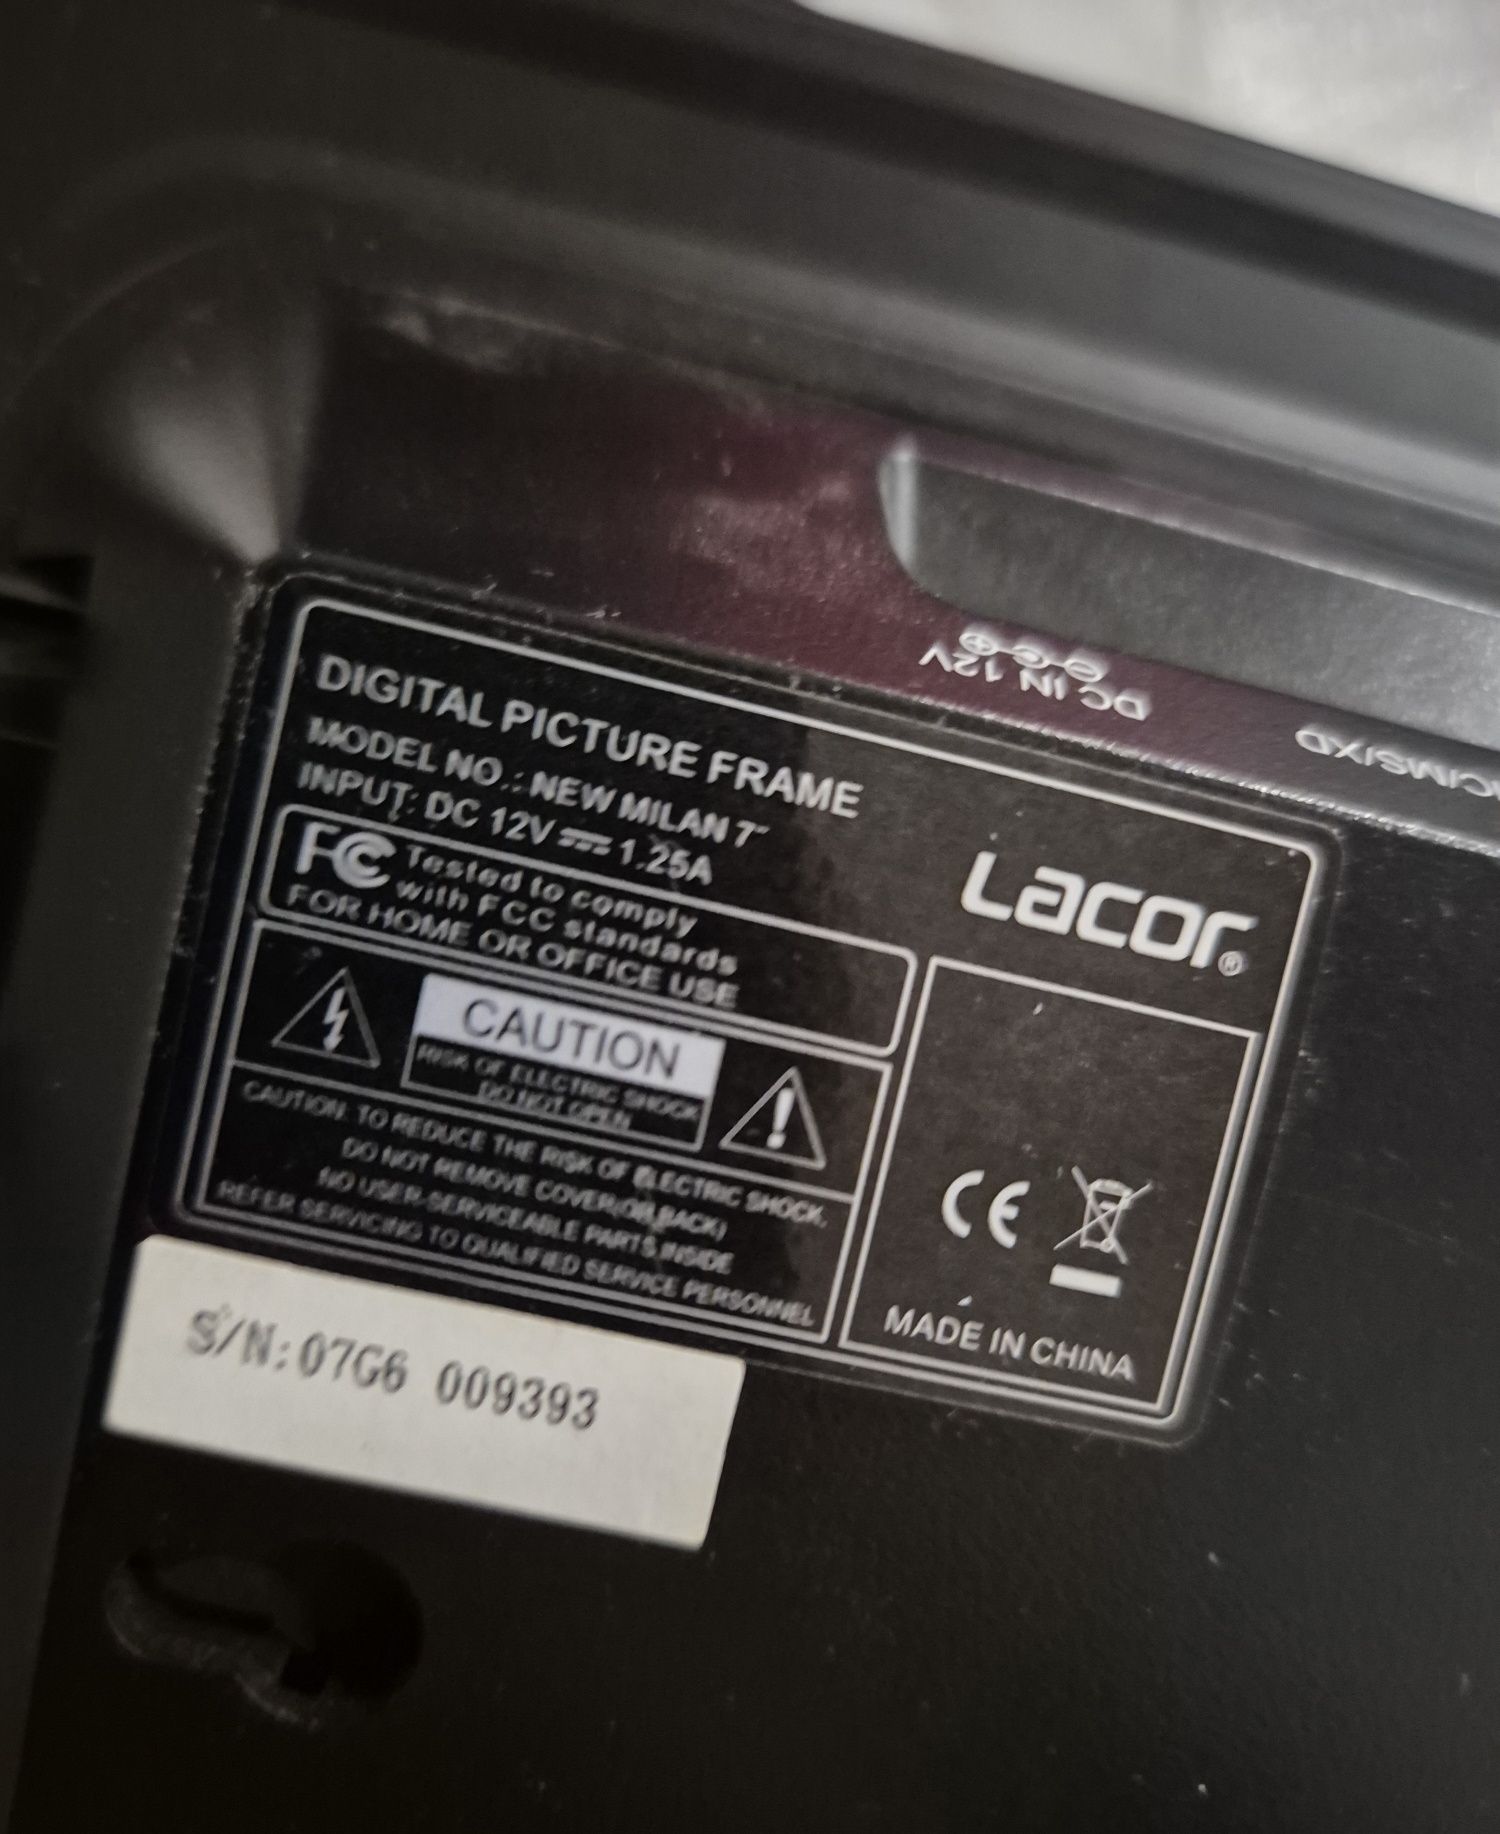 DC IN 12V
DIGITAL PICTURE FRAME
MODEL NO.: NEW MILAN 7"
INPUT: DC 12V 1.25A
Lacor®
FC Tested to comply
with FCC standards
FOR HOME OR OFFICE USE
CAUTION
RISK OF ELECTRIC SHOCK
DO NOT OPEN
CAUTION: TO REDUCE THE RISK OF ELECTRIC SHOCK,
DO NOT REMOVE COVER(OR BACK)
NO USER-SERVICEABLE PARTS INSIDE
REFER SERVICING TO QUALIFIED SERVICE PERSONNEL
CE
MADE IN CHINA
S/N:07G6 009393